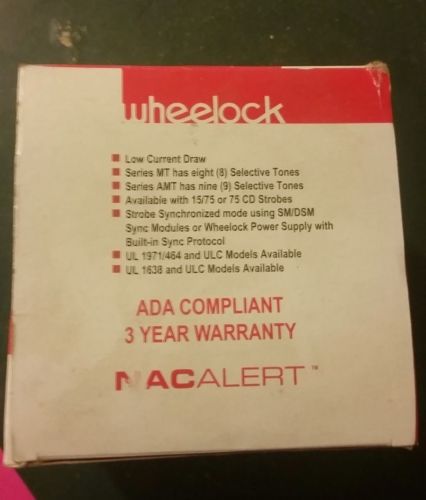 wheelock
Low Current Draw
Series MT has eight (8) Selective Tones
Series AMT has nine (9) Selective Tones
Available with 15/75 or 75 CD Strobes
Strobe Synchronized mode using SM/DSM
Sync Modules or Wheelock Power Supply with
Built-in Sync Protocol
UL 1971/464 and ULC Models Available
UL 1638 and ULC Models Available
ADA COMPLIANT
3 YEAR WARRANTY
NACALERT™